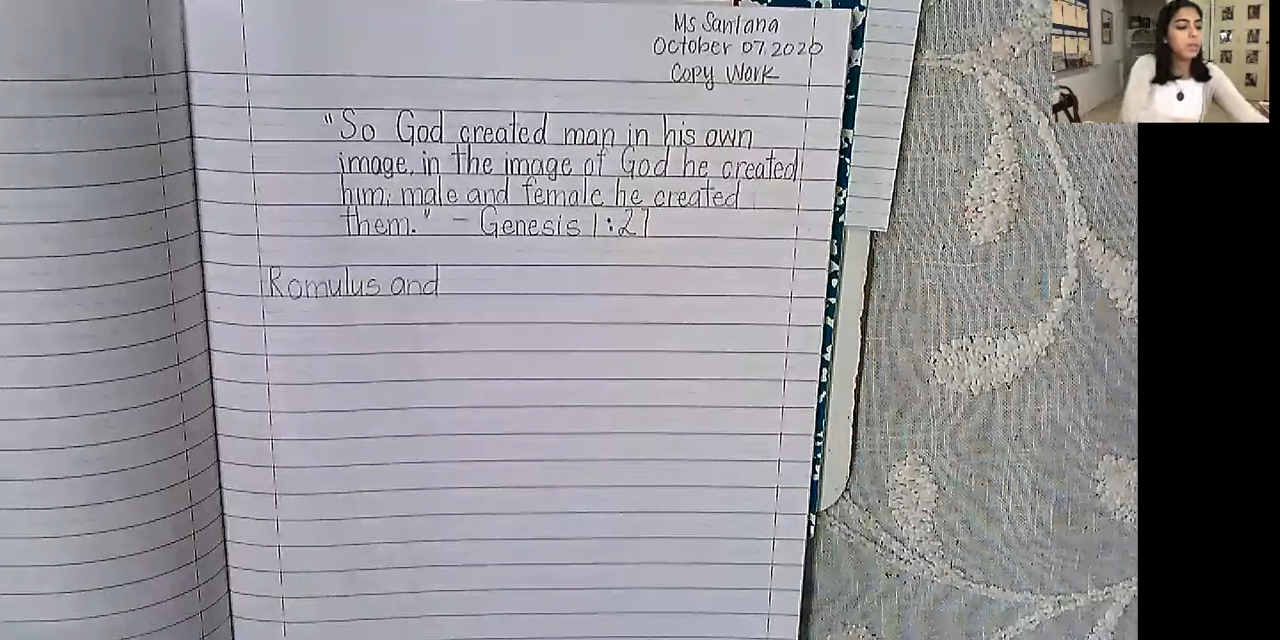 Ms Santana
October 07, 2020
Copy Work
"So God created man in his own
image, in the image of God he created
him; male and female he created
them." - Genesis 1:27
Romulus and